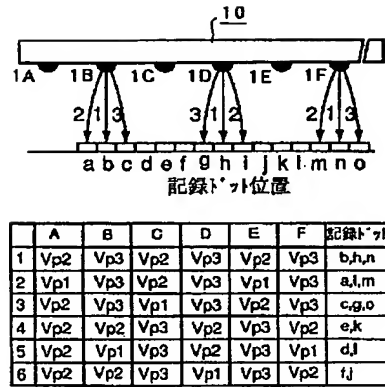 10
1A 1B 1C 1D 1E 1F
2 1 3 3 1 2 2 1 3
a b c d e f g h i j k l m n o
記録ドット位置
A B C D E F 記録ドット
1 Vp2 Vp3 Vp2 Vp3 Vp2 Vp3 b,h,n
2 Vp1 Vp3 Vp2 Vp3 Vp1 Vp3 a,i,m
3 Vp2 Vp3 Vp1 Vp3 Vp2 Vp3 c,g,o
4 Vp2 Vp2 Vp3 Vp2 Vp3 Vp2 e,k
5 Vp2 Vp1 Vp3 Vp2 Vp3 Vp1 d,l
6 Vp2 Vp2 Vp3 Vp1 Vp3 Vp2 f,j